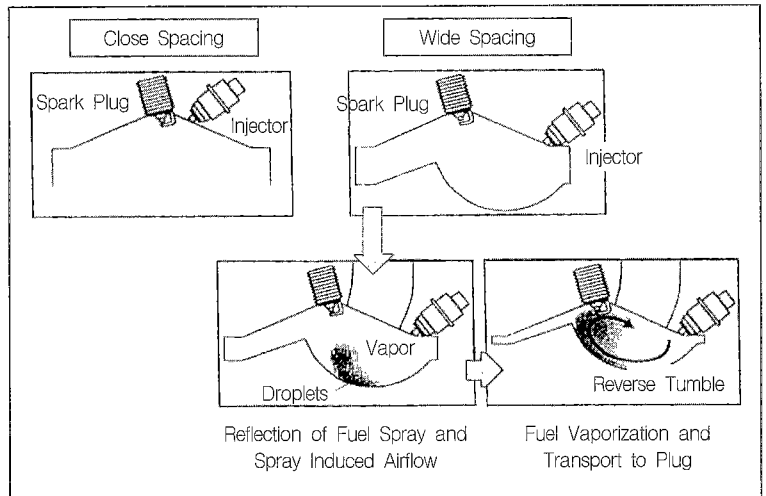 Close Spacing
Wide Spacing
Spark Plug
Injector
Spark Plug
Injector
Vapor
Droplets
Reverse Tumble
Reflection of Fuel Spray and
Spray Induced Airflow
Fuel Vaporization and
Transport to Plug